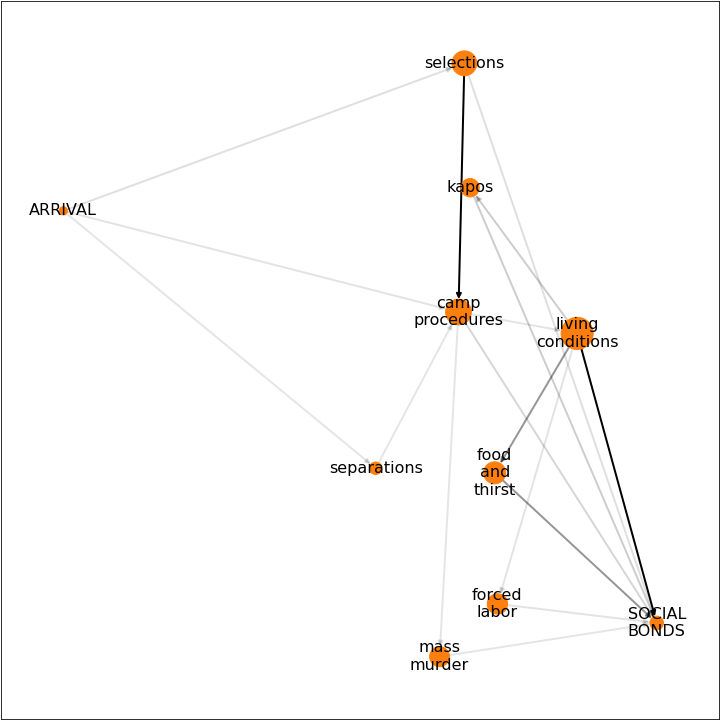 selections
kapos
ARRIVAL
camp
procedures
living
conditions
separations
food
and
thirst
forced
labor
SOCIAL
BONDS
mass
murder